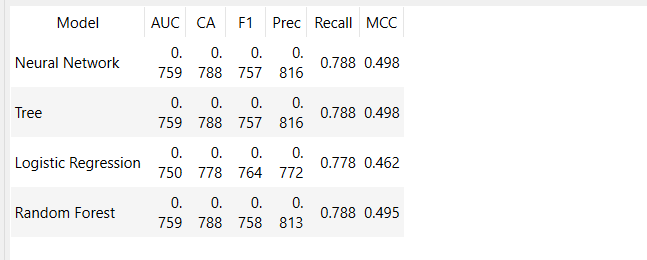 Model AUC CA F1 Prec Recall MCC
Neural Network 0.759 0.788 0.757 0.816 0.788 0.498
Tree 0.759 0.788 0.757 0.816 0.788 0.498
Logistic Regression 0.750 0.778 0.764 0.772 0.778 0.462
Random Forest 0.759 0.788 0.758 0.813 0.788 0.495